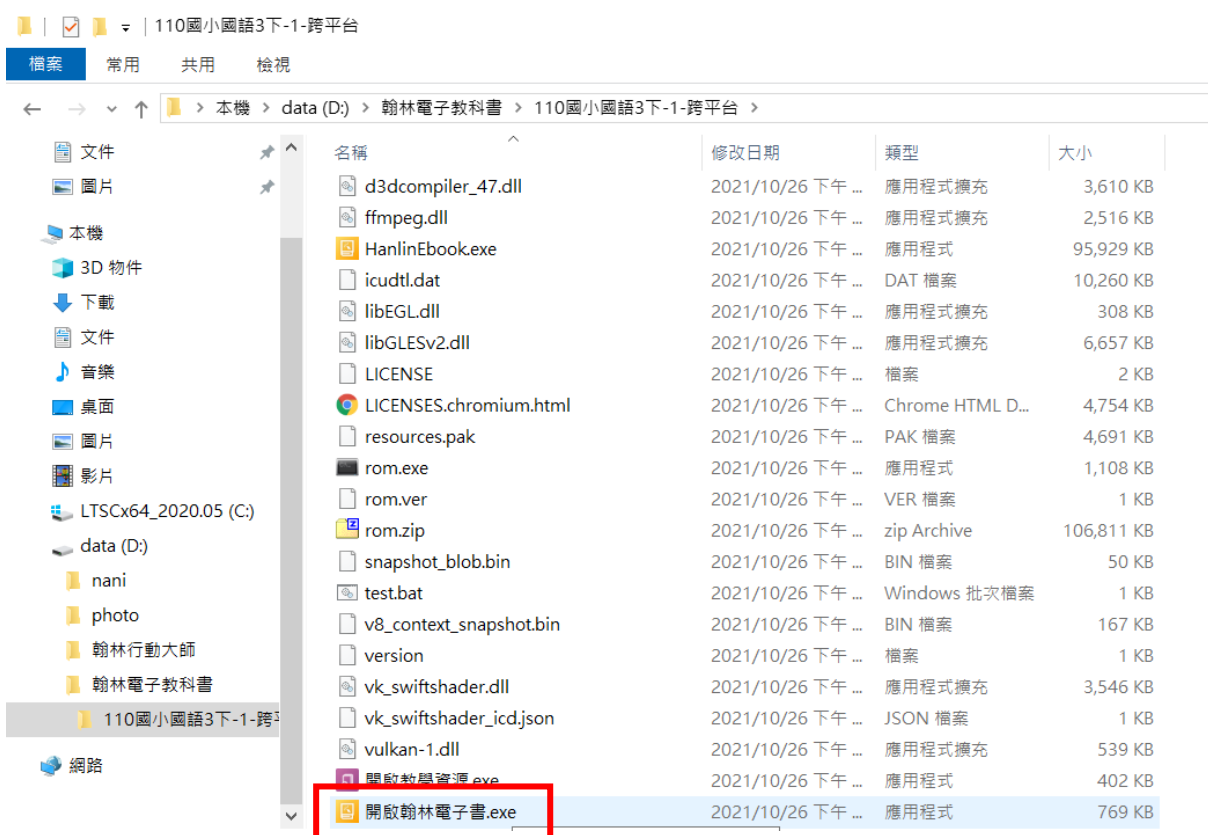 110國小國語3下-1-跨平台
檔案 常用 共用 檢視
本機 > data (D:) > 翰林電子教科書 > 110國小國語3下-1-跨平台 >
文件
圖片
本機
3D 物件
下載
文件
音樂
桌面
圖片
影片
LTSCx64_2020.05 (C:)
data (D:)
nani
photo
翰林行動大師
翰林電子教科書
110國小國語3下-1-跨
網路
名稱 修改日期 類型 大小
d3dcompiler_47.dll 2021/10/26 下午 ... 應用程式擴充 3,610 KB
ffmpeg.dll 2021/10/26 下午 ... 應用程式擴充 2,516 KB
HanlinEbook.exe 2021/10/26 下午 ... 應用程式 95,929 KB
icudtl.dat 2021/10/26 下午 ... DAT 檔案 10,260 KB
libEGL.dll 2021/10/26 下午 ... 應用程式擴充 308 KB
libGLESv2.dll 2021/10/26 下午 ... 應用程式擴充 6,657 KB
LICENSE 2021/10/26 下午 ... 檔案 2 KB
LICENSES.chromium.html 2021/10/26 下午 ... Chrome HTML D... 4,754 KB
resources.pak 2021/10/26 下午 ... PAK 檔案 4,691 KB
rom.exe 2021/10/26 下午 ... 應用程式 1,108 KB
rom.ver 2021/10/26 下午 ... VER 檔案 1 KB
rom.zip 2021/10/26 下午 ... zip Archive 106,811 KB
snapshot_blob.bin 2021/10/26 下午 ... BIN 檔案 50 KB
test.bat 2021/10/26 下午 ... Windows 批次檔案 1 KB
v8_context_snapshot.bin 2021/10/26 下午 ... BIN 檔案 167 KB
version 2021/10/26 下午 ... 檔案 1 KB
vk_swiftshader.dll 2021/10/26 下午 ... 應用程式擴充 3,546 KB
vk_swiftshader_icd.json 2021/10/26 下午 ... JSON 檔案 1 KB
vulkan-1.dll 2021/10/26 下午 ... 應用程式擴充 539 KB
開啟教學資源.exe 2021/10/26 下午 ... 應用程式 402 KB
開啟翰林電子書.exe 2021/10/26 下午 ... 應用程式 769 KB